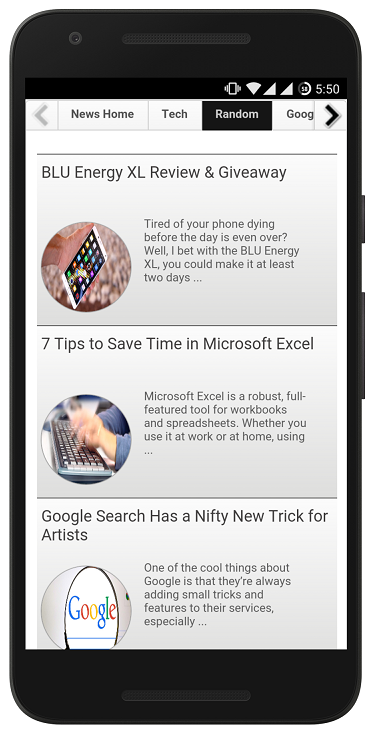 5:50
News Home Tech Random Goog
BLU Energy XL Review & Giveaway
Tired of your phone dying
before the day is even over?
Well, I bet with the BLU Energy
XL, you could make it at least
two days ...
7 Tips to Save Time in Microsoft Excel
Microsoft Excel is a robust, full-
featured tool for workbooks
and spreadsheets. Whether you
use it at work or at home, using
...
Google Search Has a Nifty New Trick for
Artists
One of the cool things about
Google is that they're always
adding small tricks and
features to their services,
especially ...
Google